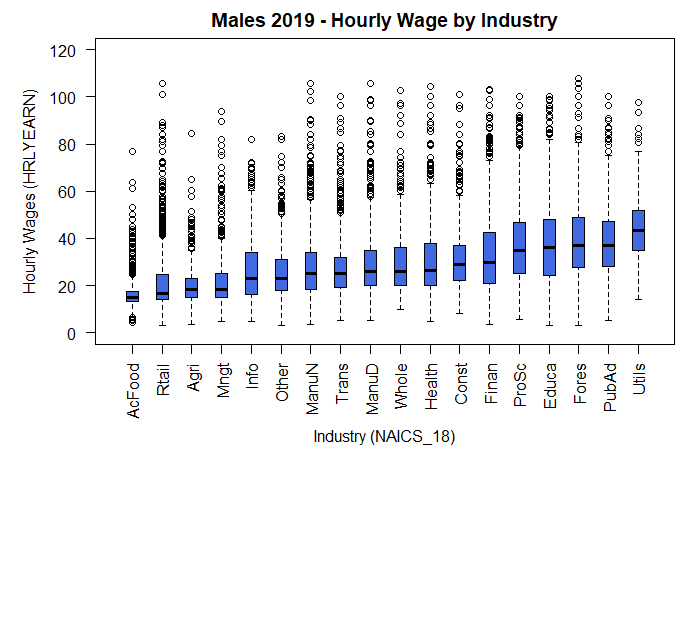 Males 2019 - Hourly Wage by Industry
Hourly Wages (HRLYEARN)
120
100
80
60
40
20
0
AcFood
Rtail
Agri
Mngt
Info
Other
ManuN
Trans
ManuD
Whole
Health
Const
Finan
ProSc
Educa
Fores
PubAd
Utils
Industry (NAICS_18)